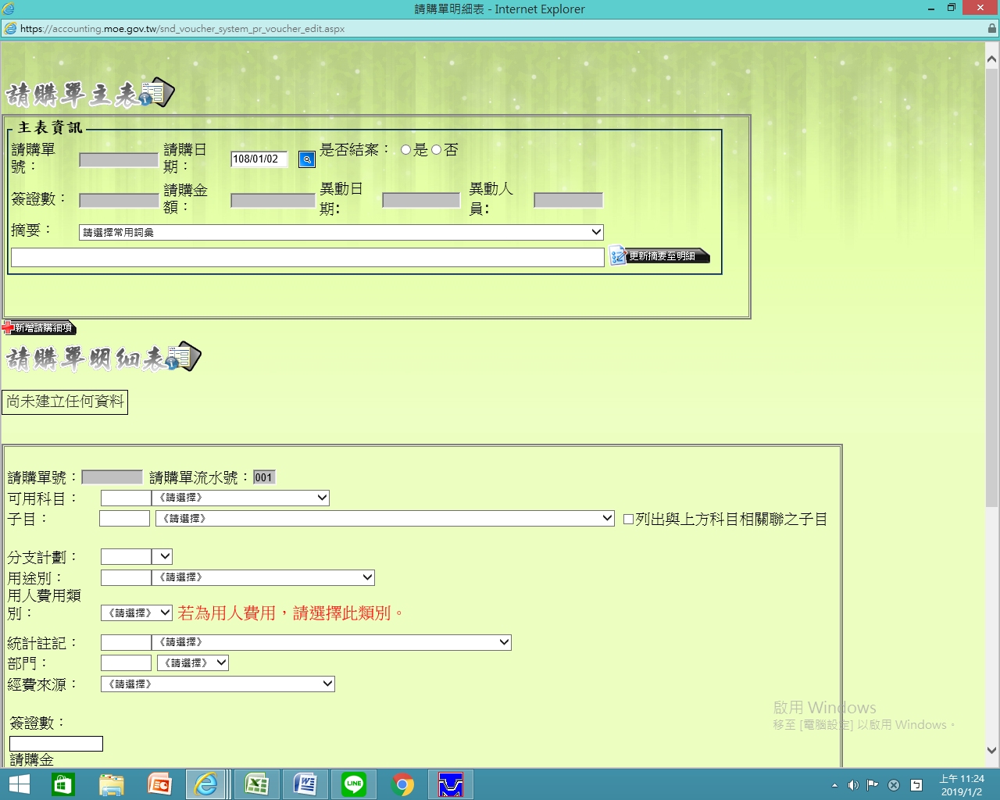 請購單明細表 - Internet Explorer
https://accounting.moe.gov.tw/snd_voucher_system_pr_voucher_edit.aspx
請購單主表
主表資訊
請購單號： 請購日期： 108/01/02 是否結案： 是 否
簽證數： 請購金額： 異動日期: 異動人員:
摘要： 請選擇常用詞彙
更新摘要至明細
新增請購細項
請購單明細表
尚未建立任何資料
請購單號： 請購單流水號：001
可用科目： 《請選擇》
子目： 《請選擇》 列出與上方科目相關聯之子目
分支計劃：
用途別： 《請選擇》
用人費用類別： 《請選擇》 若為用人費用，請選擇此類別。
統計註記： 《請選擇》
部門： 《請選擇》
經費來源： 《請選擇》
啟用 Windows
移至 [電腦設定] 以啟用 Windows。
簽證數：
請購金
LINE
上午 11:24
2019/1/2